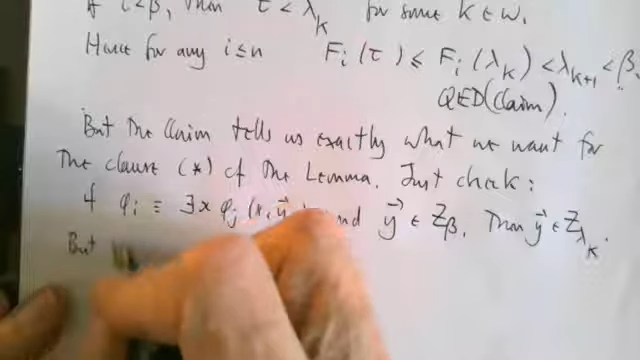 If τ < β, then τ < λ_k for some k ∈ ω.
Hence for any i ≤ n F_i(τ) ≤ F_i(λ_k) < λ_{k+1} < β.
QED(Claim).
But the Claim tells us exactly what we want for
the clause (*) of the Lemma. Just check:
if φ_i ≡ ∃x φ_j (x, y⃗ and y⃗ ∈ Z_β. Then y⃗ ∈ Z_{λ_k}.
But